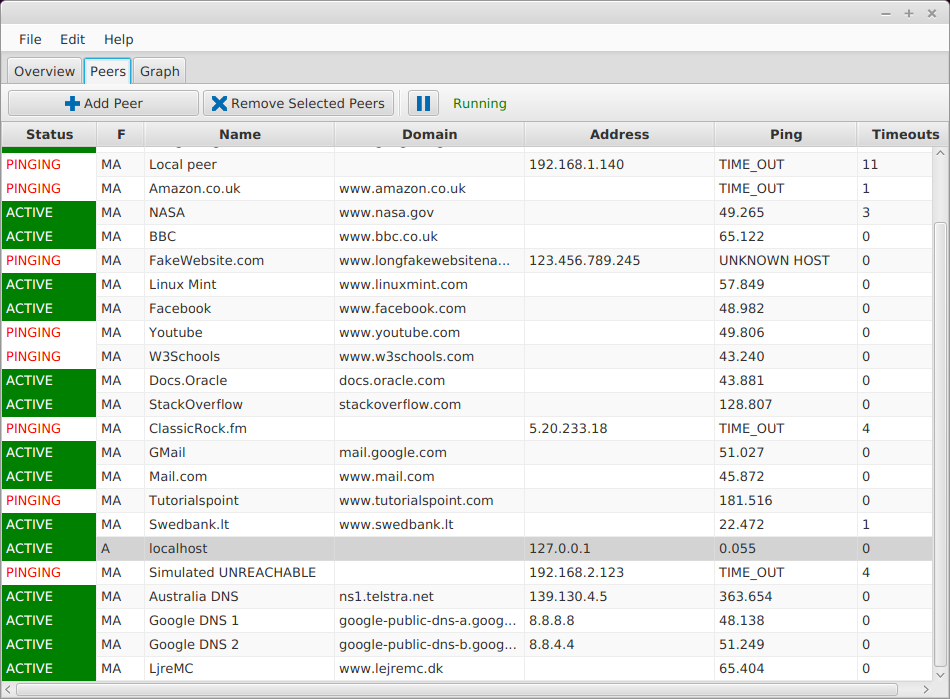 File Edit Help
Overview Peers Graph
Add Peer Remove Selected Peers Running
Status F Name Domain Address Ping Timeouts
PINGING MA Local peer 192.168.1.140 TIME_OUT 11
PINGING MA Amazon.co.uk www.amazon.co.uk TIME_OUT 1
ACTIVE MA NASA www.nasa.gov 49.265 3
ACTIVE MA BBC www.bbc.co.uk 65.122 0
PINGING MA FakeWebsite.com www.longfakewebsitena... 123.456.789.245 UNKNOWN HOST 0
ACTIVE MA Linux Mint www.linuxmint.com 57.849 0
ACTIVE MA Facebook www.facebook.com 48.982 0
PINGING MA Youtube www.youtube.com 49.806 0
PINGING MA W3Schools www.w3schools.com 43.240 0
ACTIVE MA Docs.Oracle docs.oracle.com 43.881 0
ACTIVE MA StackOverflow stackoverflow.com 128.807 0
PINGING MA ClassicRock.fm 5.20.233.18 TIME_OUT 4
ACTIVE MA GMail mail.google.com 51.027 0
ACTIVE MA Mail.com www.mail.com 45.872 0
PINGING MA Tutorialspoint www.tutorialspoint.com 181.516 0
ACTIVE MA Swedbank.lt www.swedbank.lt 22.472 1
ACTIVE A localhost 127.0.0.1 0.055 0
PINGING MA Simulated UNREACHABLE 192.168.2.123 TIME_OUT 4
ACTIVE MA Australia DNS ns1.telstra.net 139.130.4.5 363.654 0
ACTIVE MA Google DNS 1 google-public-dns-a.goog... 8.8.8.8 48.138 0
ACTIVE MA Google DNS 2 google-public-dns-b.goog... 8.8.4.4 51.249 0
ACTIVE MA LjreMC www.lejremc.dk 65.404 0